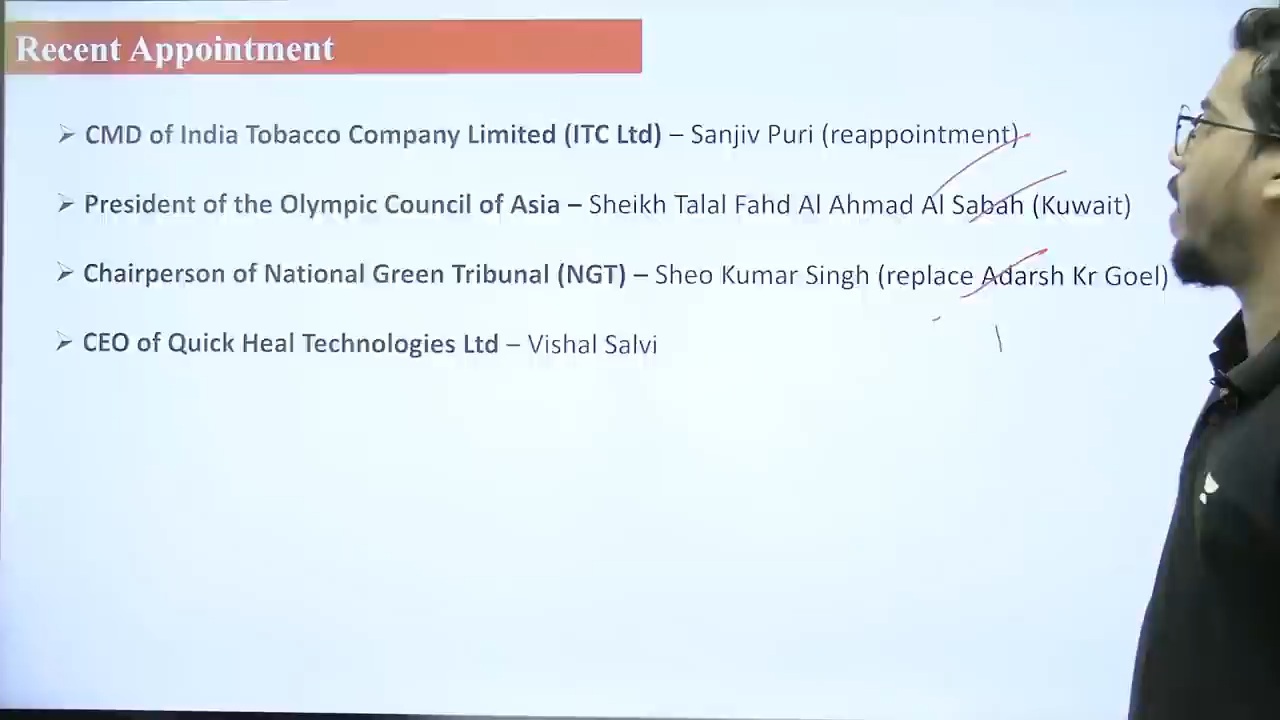 Recent Appointment
➢ CMD of India Tobacco Company Limited (ITC Ltd) – Sanjiv Puri (reappointment)
➢ President of the Olympic Council of Asia – Sheikh Talal Fahd Al Ahmad Al Sabah (Kuwait)
➢ Chairperson of National Green Tribunal (NGT) – Sheo Kumar Singh (replace Adarsh Kr Goel)
➢ CEO of Quick Heal Technologies Ltd – Vishal Salvi